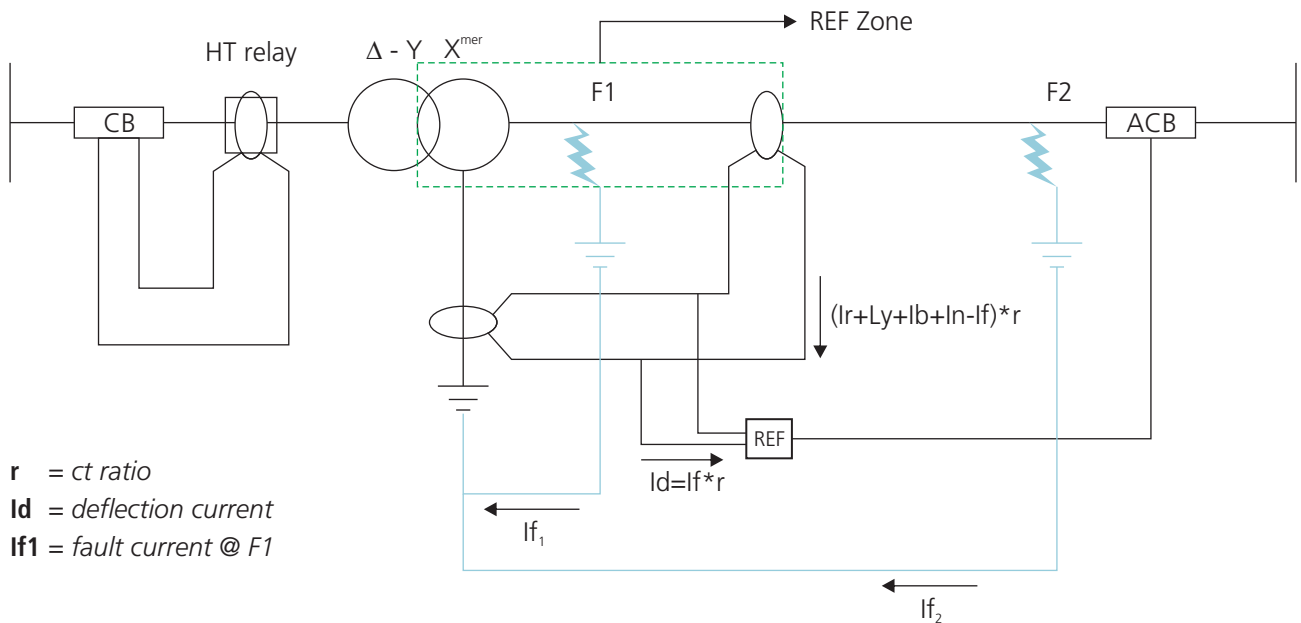 REF Zone
HT relay
Δ - Y X^mer
F1
F2
CB
ACB
(Ir+Ly+Ib+In-If)*r
REF
Id=If*r
r = ct ratio
Id = deflection current
If1 = fault current @ F1
If₁
If₂